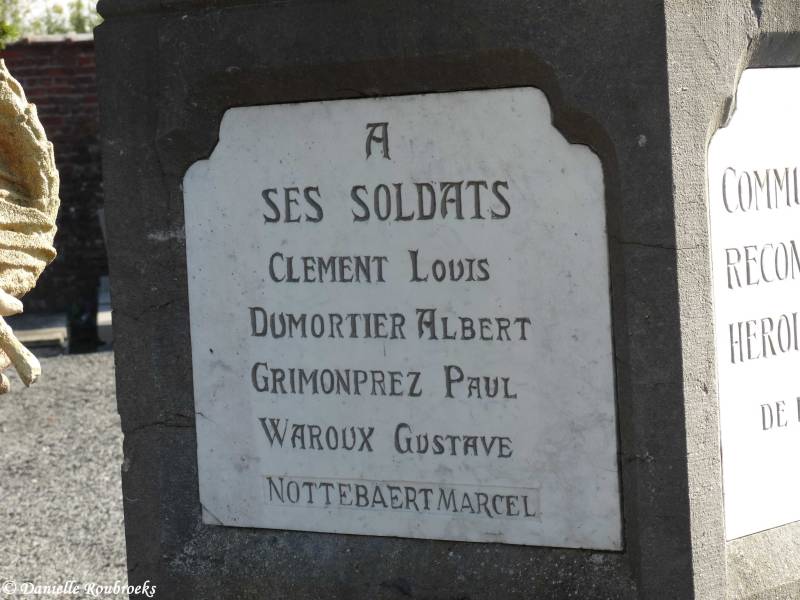 A
SES SOLDATS
CLEMENT LOUIS
DUMORTIER ALBERT
GRIMONPREZ PAUL
WAROUX GUSTAVE
NOTTEBAERT MARCEL
COMMU
RECON
HEROI
DE
© Danielle Roubroeks